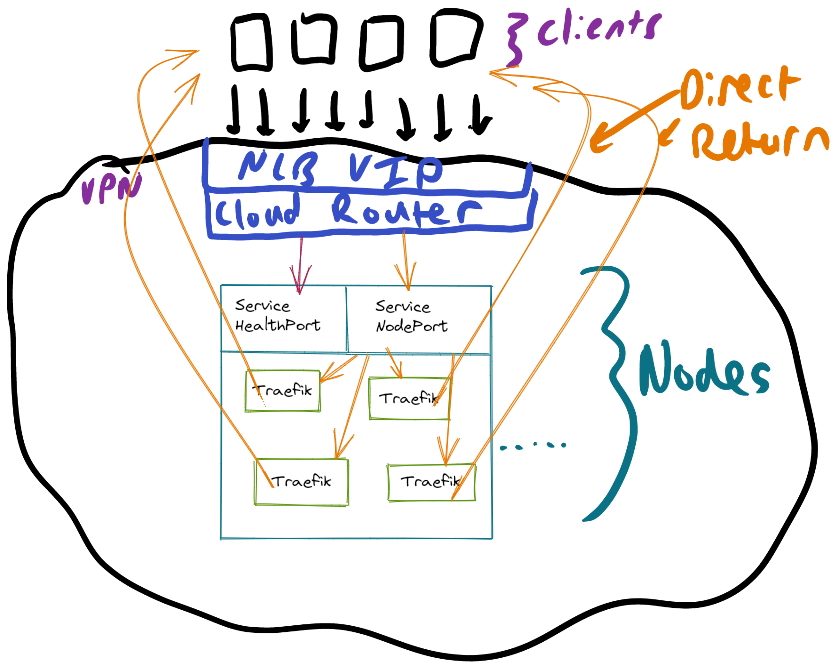 clients
Direct
Return
NLB VIP
VPN
Cloud Router
Service
HealthPort
Service
NodePort
Nodes
Traefik
Traefik
Traefik
Traefik